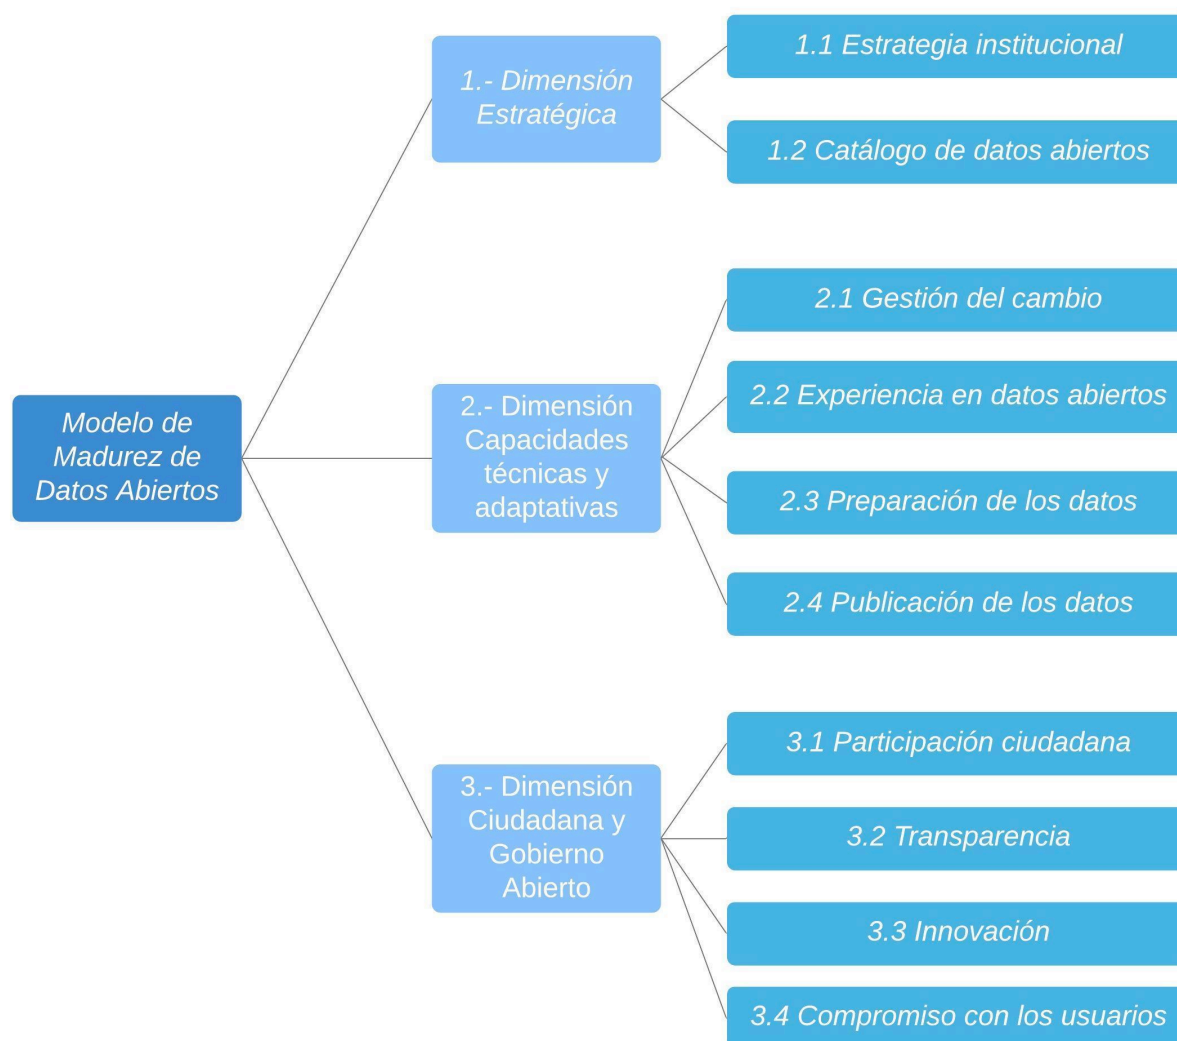 Modelo de
Madurez de
Datos Abiertos
1.- Dimensión
Estratégica
1.1 Estrategia institucional
1.2 Catálogo de datos abiertos
2.- Dimensión
Capacidades
técnicas y
adaptativas
2.1 Gestión del cambio
2.2 Experiencia en datos abiertos
2.3 Preparación de los datos
2.4 Publicación de los datos
3.- Dimensión
Ciudadana y
Gobierno
Abierto
3.1 Participación ciudadana
3.2 Transparencia
3.3 Innovación
3.4 Compromiso con los usuarios